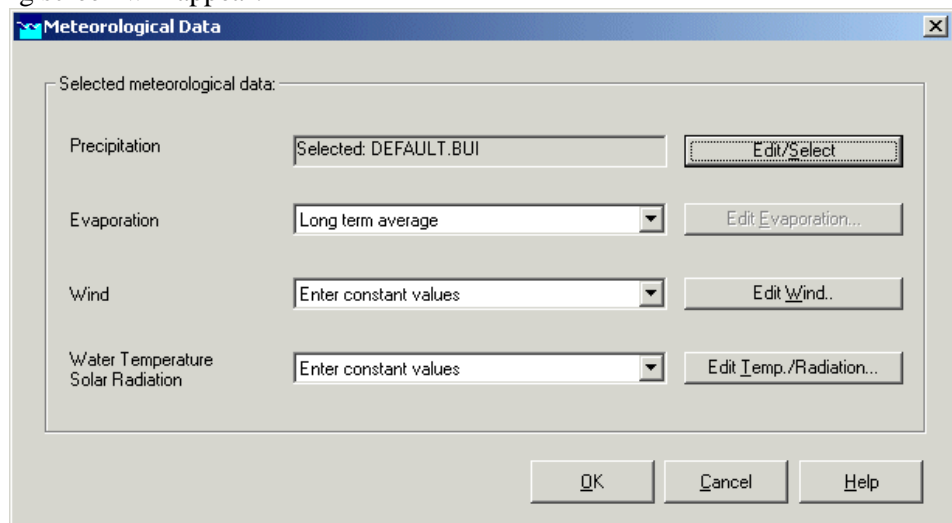 Meteorological Data
Selected meteorological data:
Precipitation
Selected: DEFAULT.BUI
Edit/Select
Evaporation
Long term average
Edit Evaporation...
Wind
Enter constant values
Edit Wind..
Water Temperature
Solar Radiation
Enter constant values
Edit Temp./Radiation...
OK
Cancel
Help